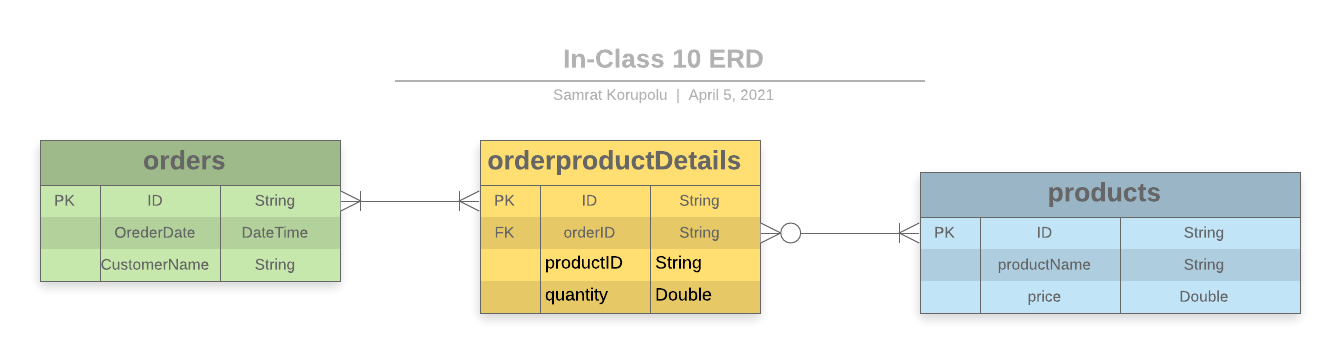 In-Class 10 ERD
Samrat Korupolu | April 5, 2021
orders
PK ID String
OrederDate DateTime
CustomerName String
orderproductDetails
PK ID String
FK orderID String
productID String
quantity Double
products
PK ID String
productName String
price Double